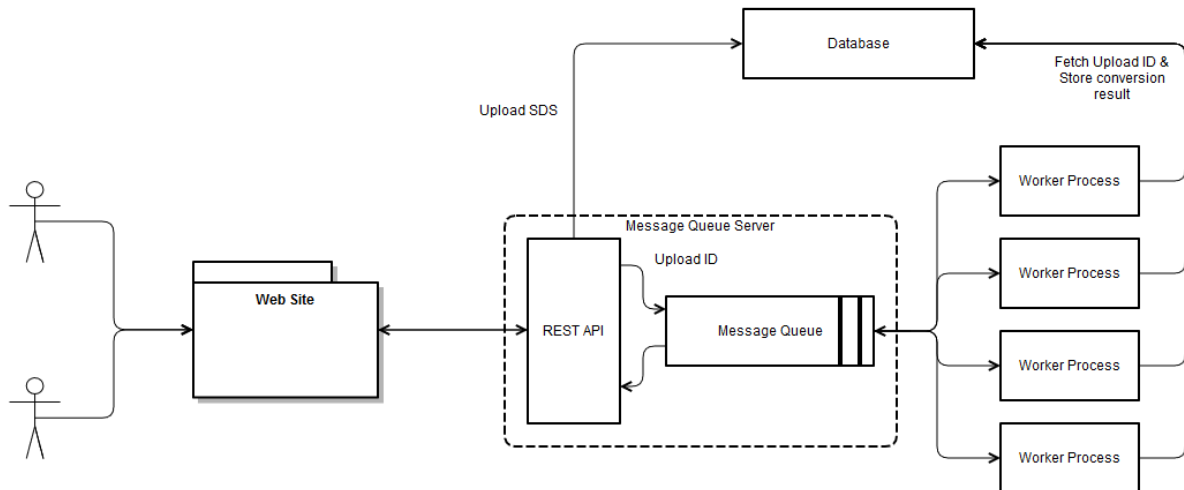 Database
Fetch Upload ID &
Store conversion
result
Upload SDS
Worker Process
Message Queue Server
Upload ID
Worker Process
Web Site
REST API
Message Queue
Worker Process
Worker Process